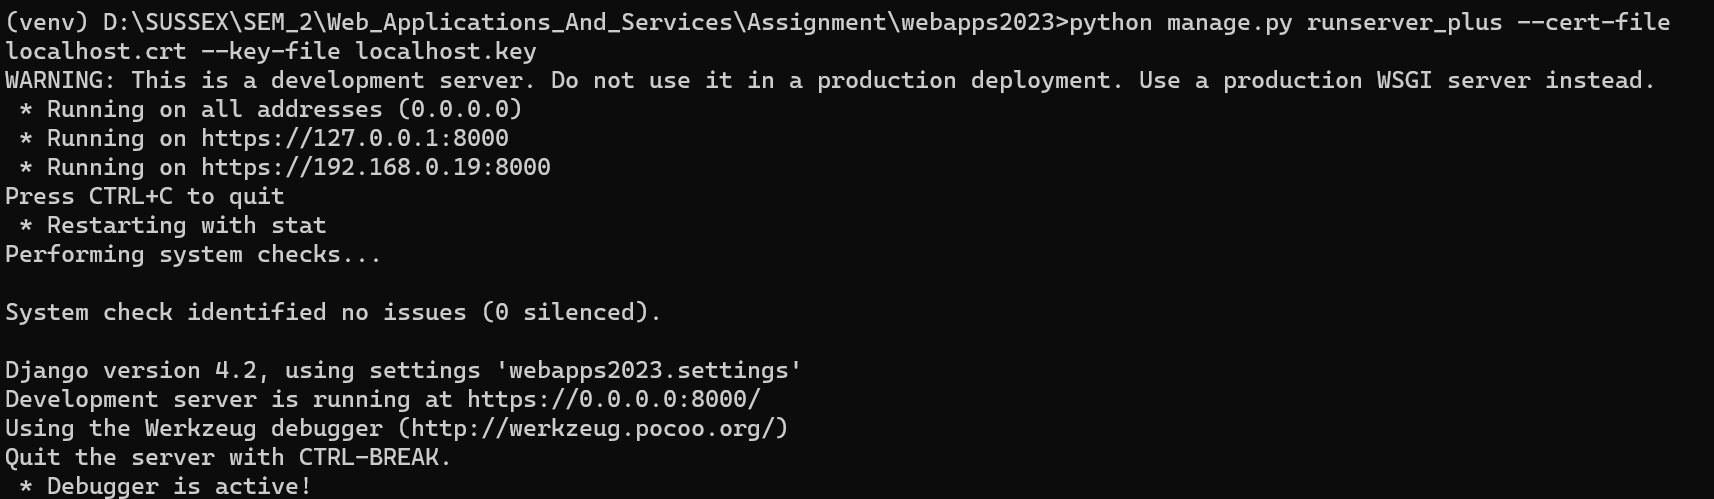 (venv) D:\SUSSEX\SEM_2\Web_Applications_And_Services\Assignment\webapps2023>python manage.py runserver_plus --cert-file
localhost.crt --key-file localhost.key
WARNING: This is a development server. Do not use it in a production deployment. Use a production WSGI server instead.
 * Running on all addresses (0.0.0.0)
 * Running on https://127.0.0.1:8000
 * Running on https://192.168.0.19:8000
Press CTRL+C to quit
 * Restarting with stat
Performing system checks...
System check identified no issues (0 silenced).
Django version 4.2, using settings 'webapps2023.settings'
Development server is running at https://0.0.0.0:8000/
Using the Werkzeug debugger (http://werkzeug.pocoo.org/)
Quit the server with CTRL-BREAK.
 * Debugger is active!